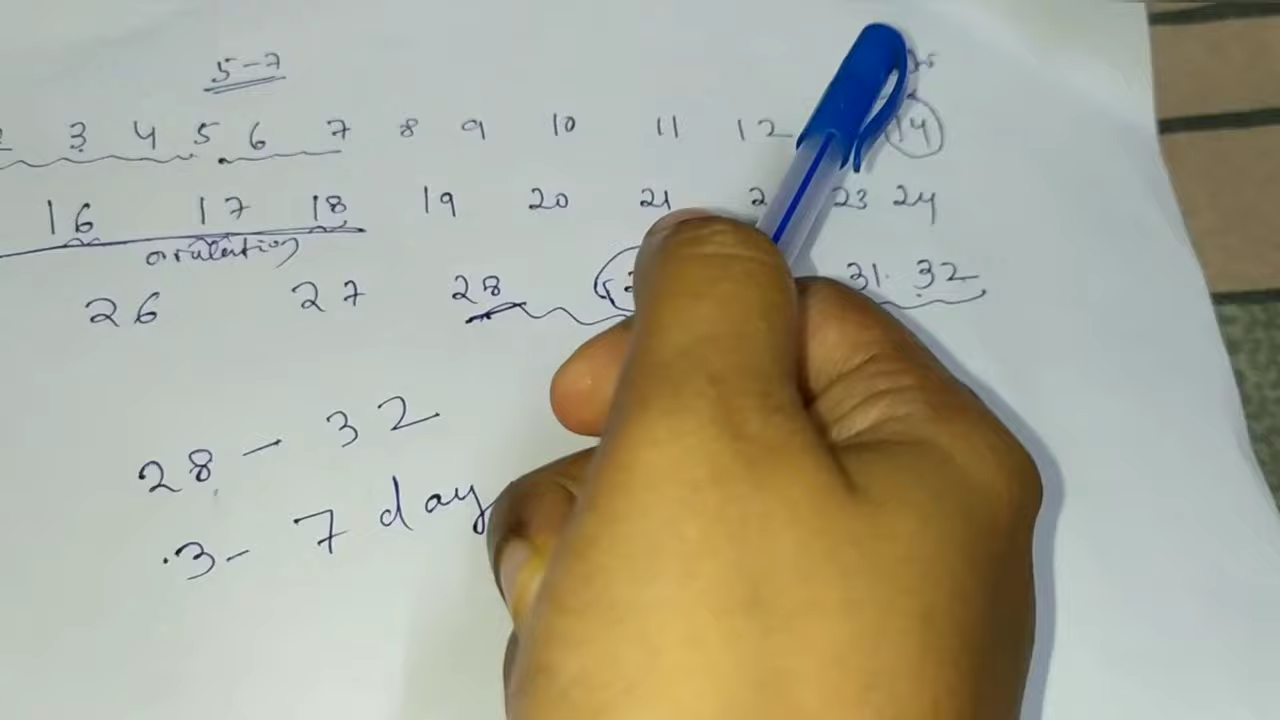 5-7
3 4 5 6 7 8 9 10 11 12 14
16 17 18 19 20 21 23 24
ovulation
26 27 28 31 32
28 - 32
3 - 7 day